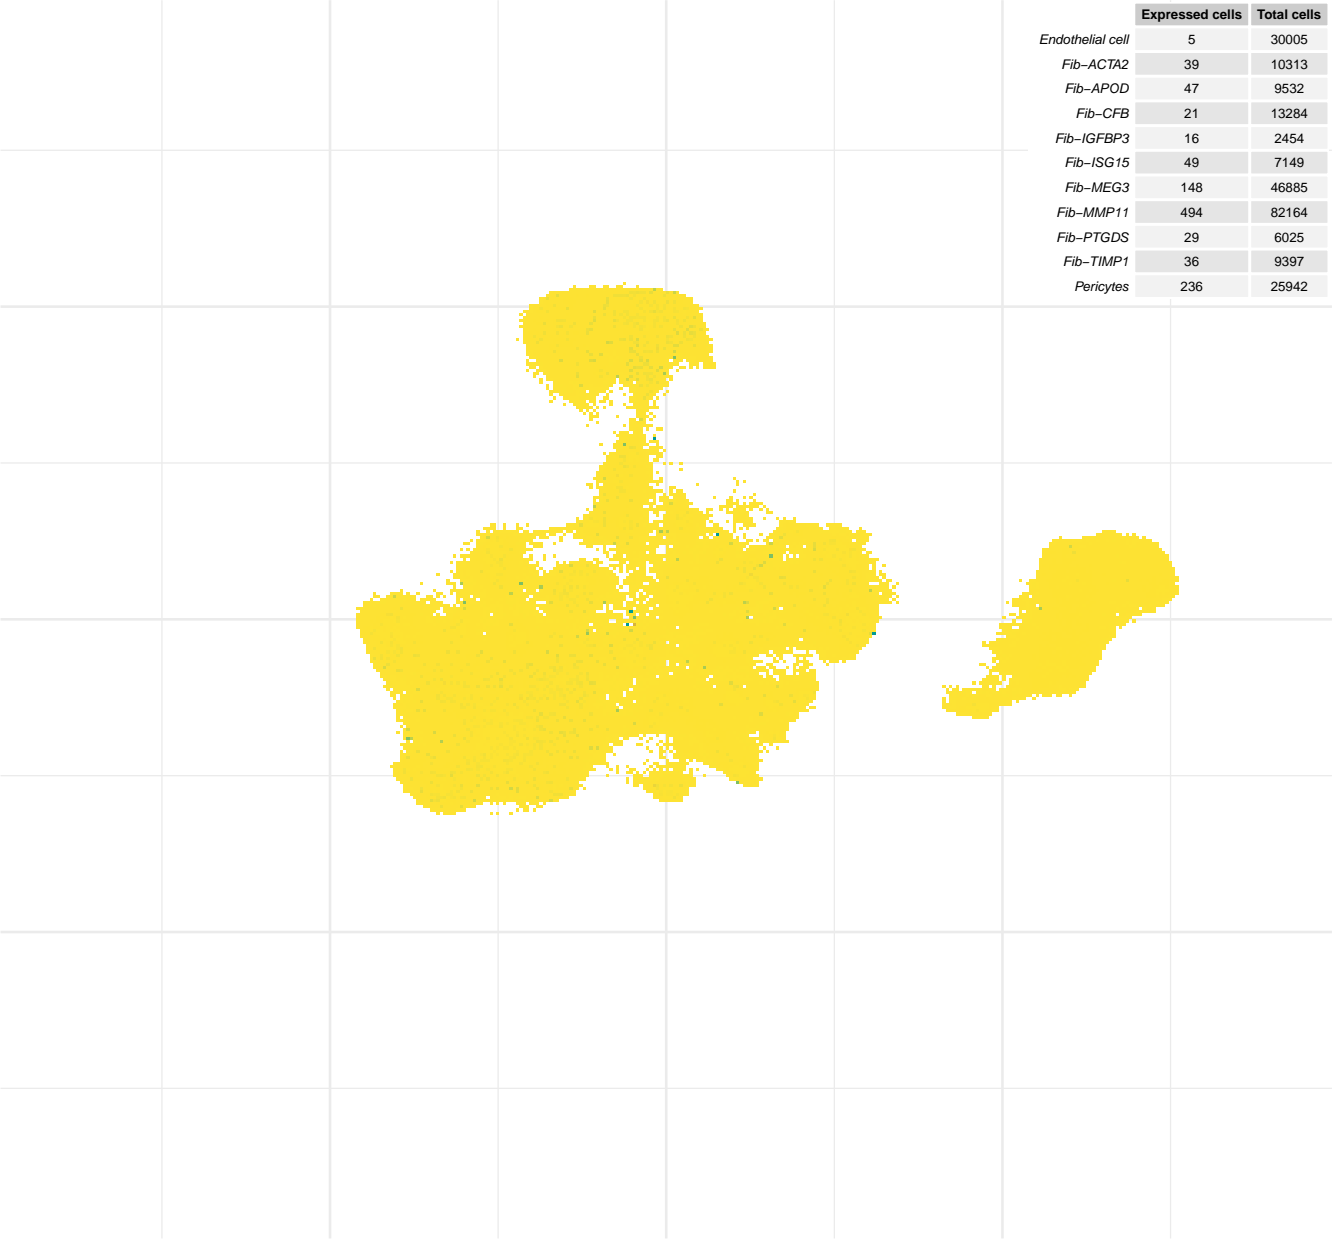 Expressed cells Total cells
Endothelial cell 5 30005
Fib−ACTA2 39 10313
Fib−APOD 47 9532
Fib−CFB 21 13284
Fib−IGFBP3 16 2454
Fib−ISG15 49 7149
Fib−MEG3 148 46885
Fib−MMP11 494 82164
Fib−PTGDS 29 6025
Fib−TIMP1 36 9397
Pericytes 236 25942